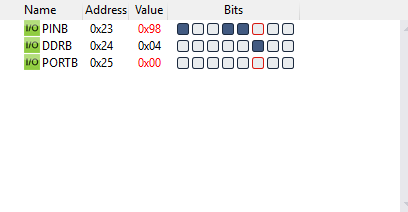 Name Address Value Bits
I/O PINB 0x23 0x98
I/O DDRB 0x24 0x04
I/O PORTB 0x25 0x00